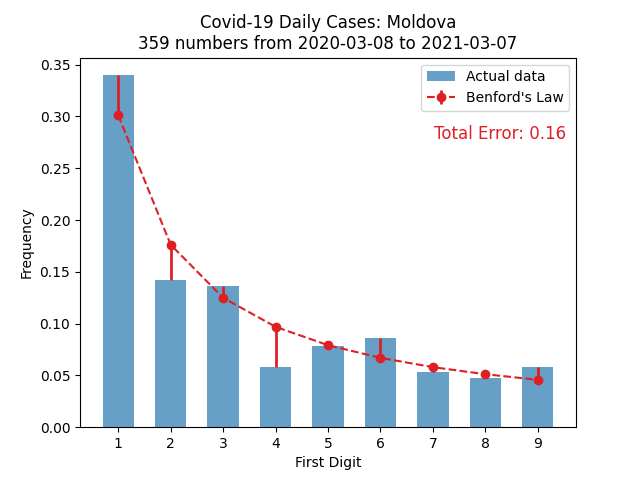 Covid-19 Daily Cases: Moldova
359 numbers from 2020-03-08 to 2021-03-07
Actual data
Benford's Law
Total Error: 0.16
Frequency
0.35
0.30
0.25
0.20
0.15
0.10
0.05
0.00
1 2 3 4 5 6 7 8 9
First Digit